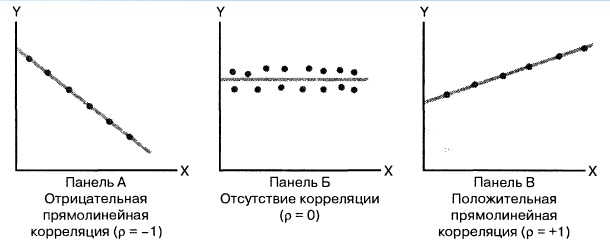 Y
X
Панель А
Отрицательная
прямолинейная
корреляция (ρ = −1)
Y
X
Панель Б
Отсутствие корреляции
(ρ = 0)
Y
X
Панель В
Положительная
прямолинейная
корреляция (ρ = +1)